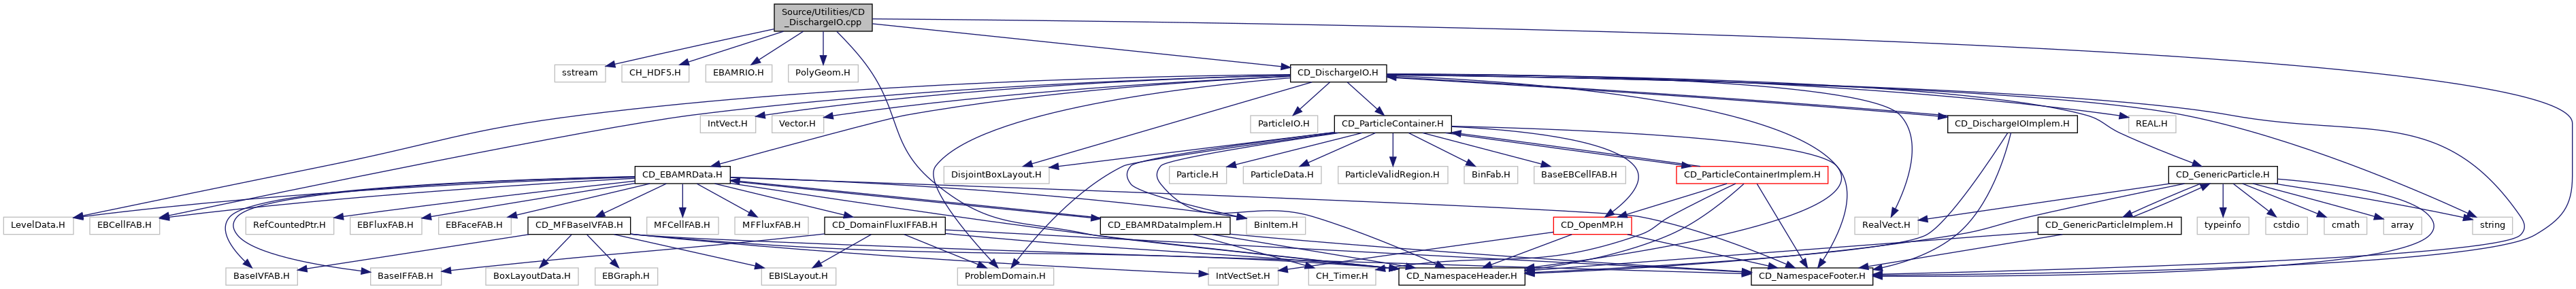 Source/Utilities/CD
_DischargeIO.cpp
sstream
CH_HDF5.H
EBAMRIO.H
PolyGeom.H
CD_DischargeIO.H
IntVect.H
Vector.H
ParticleIO.H
CD_ParticleContainer.H
CD_DischargeIOImplem.H
REAL.H
CD_EBAMRData.H
DisjointBoxLayout.H
Particle.H
ParticleData.H
ParticleValidRegion.H
BinFab.H
BaseEBCellFAB.H
CD_ParticleContainerImplem.H
CD_GenericParticle.H
LevelData.H
EBCellFAB.H
RefCountedPtr.H
EBFluxFAB.H
EBFaceFAB.H
CD_MFBaseIVFAB.H
MFCellFAB.H
MFFluxFAB.H
CD_DomainFluxIFFAB.H
CD_EBAMRDataImplem.H
BinItem.H
CD_OpenMP.H
RealVect.H
CD_GenericParticleImplem.H
typeinfo
cstdio
cmath
array
string
BaseIVFAB.H
BaseIFFAB.H
BoxLayoutData.H
EBGraph.H
EBISLayout.H
ProblemDomain.H
IntVectSet.H
CH_Timer.H
CD_NamespaceHeader.H
CD_NamespaceFooter.H